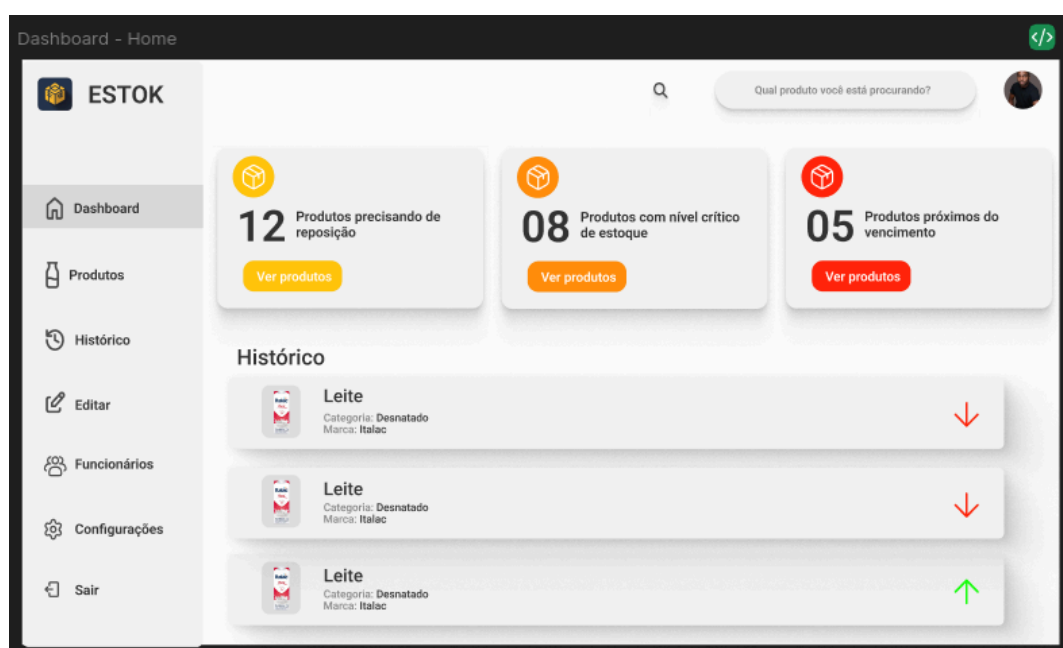 Dashboard - Home
</>
ESTOK
Qual produto você está procurando?
Dashboard
Produtos
Histórico
Editar
Funcionários
Configurações
Sair
12
Produtos precisando de
reposição
Ver produtos
08
Produtos com nível crítico
de estoque
Ver produtos
05
Produtos próximos do
vencimento
Ver produtos
Histórico
Leite
Categoria: Desnatado
Marca: Italac
Leite
Categoria: Desnatado
Marca: Italac
Leite
Categoria: Desnatado
Marca: Italac